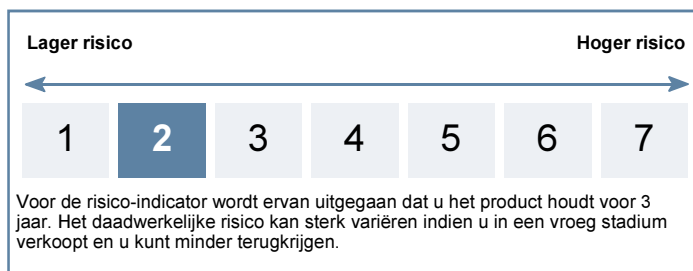 Lager risico Hoger risico
1 2 3 4 5 6 7
Voor de risico-indicator wordt ervan uitgegaan dat u het product houdt voor 3
jaar. Het daadwerkelijke risico kan sterk variëren indien u in een vroeg stadium
verkoopt en u kunt minder terugkrijgen.